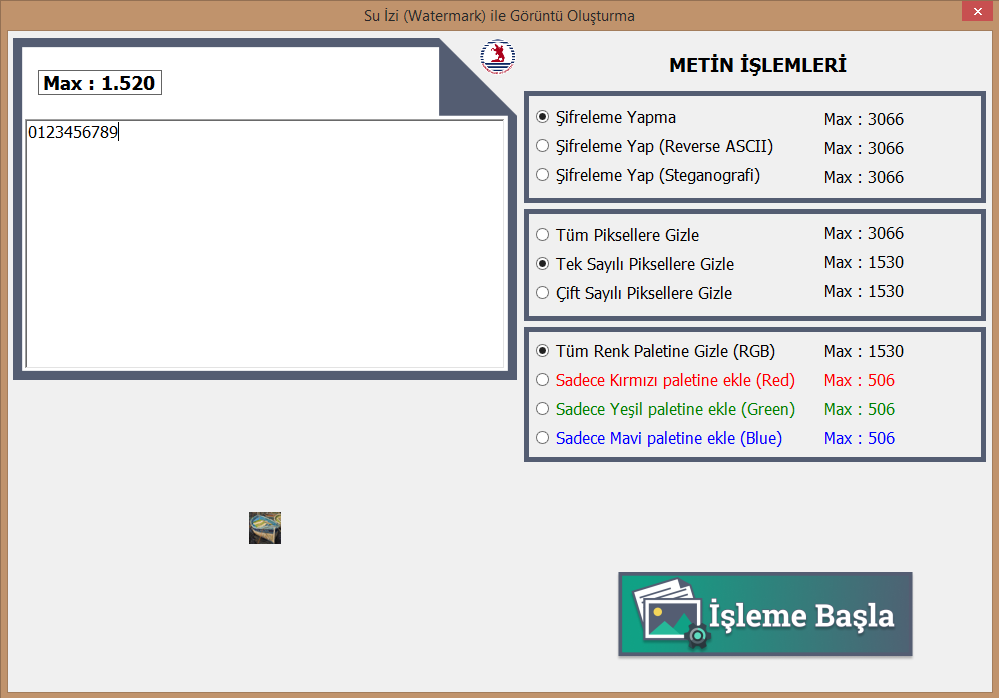 Su İzi (Watermark) ile Görüntü Oluşturma
Max : 1.520
0123456789
METİN İŞLEMLERİ
Şifreleme Yapma Max : 3066
Şifreleme Yap (Reverse ASCII) Max : 3066
Şifreleme Yap (Steganografi) Max : 3066
Tüm Piksellere Gizle Max : 3066
Tek Sayılı Piksellere Gizle Max : 1530
Çift Sayılı Piksellere Gizle Max : 1530
Tüm Renk Paletine Gizle (RGB) Max : 1530
Sadece Kırmızı paletine ekle (Red) Max : 506
Sadece Yeşil paletine ekle (Green) Max : 506
Sadece Mavi paletine ekle (Blue) Max : 506
İşleme Başla